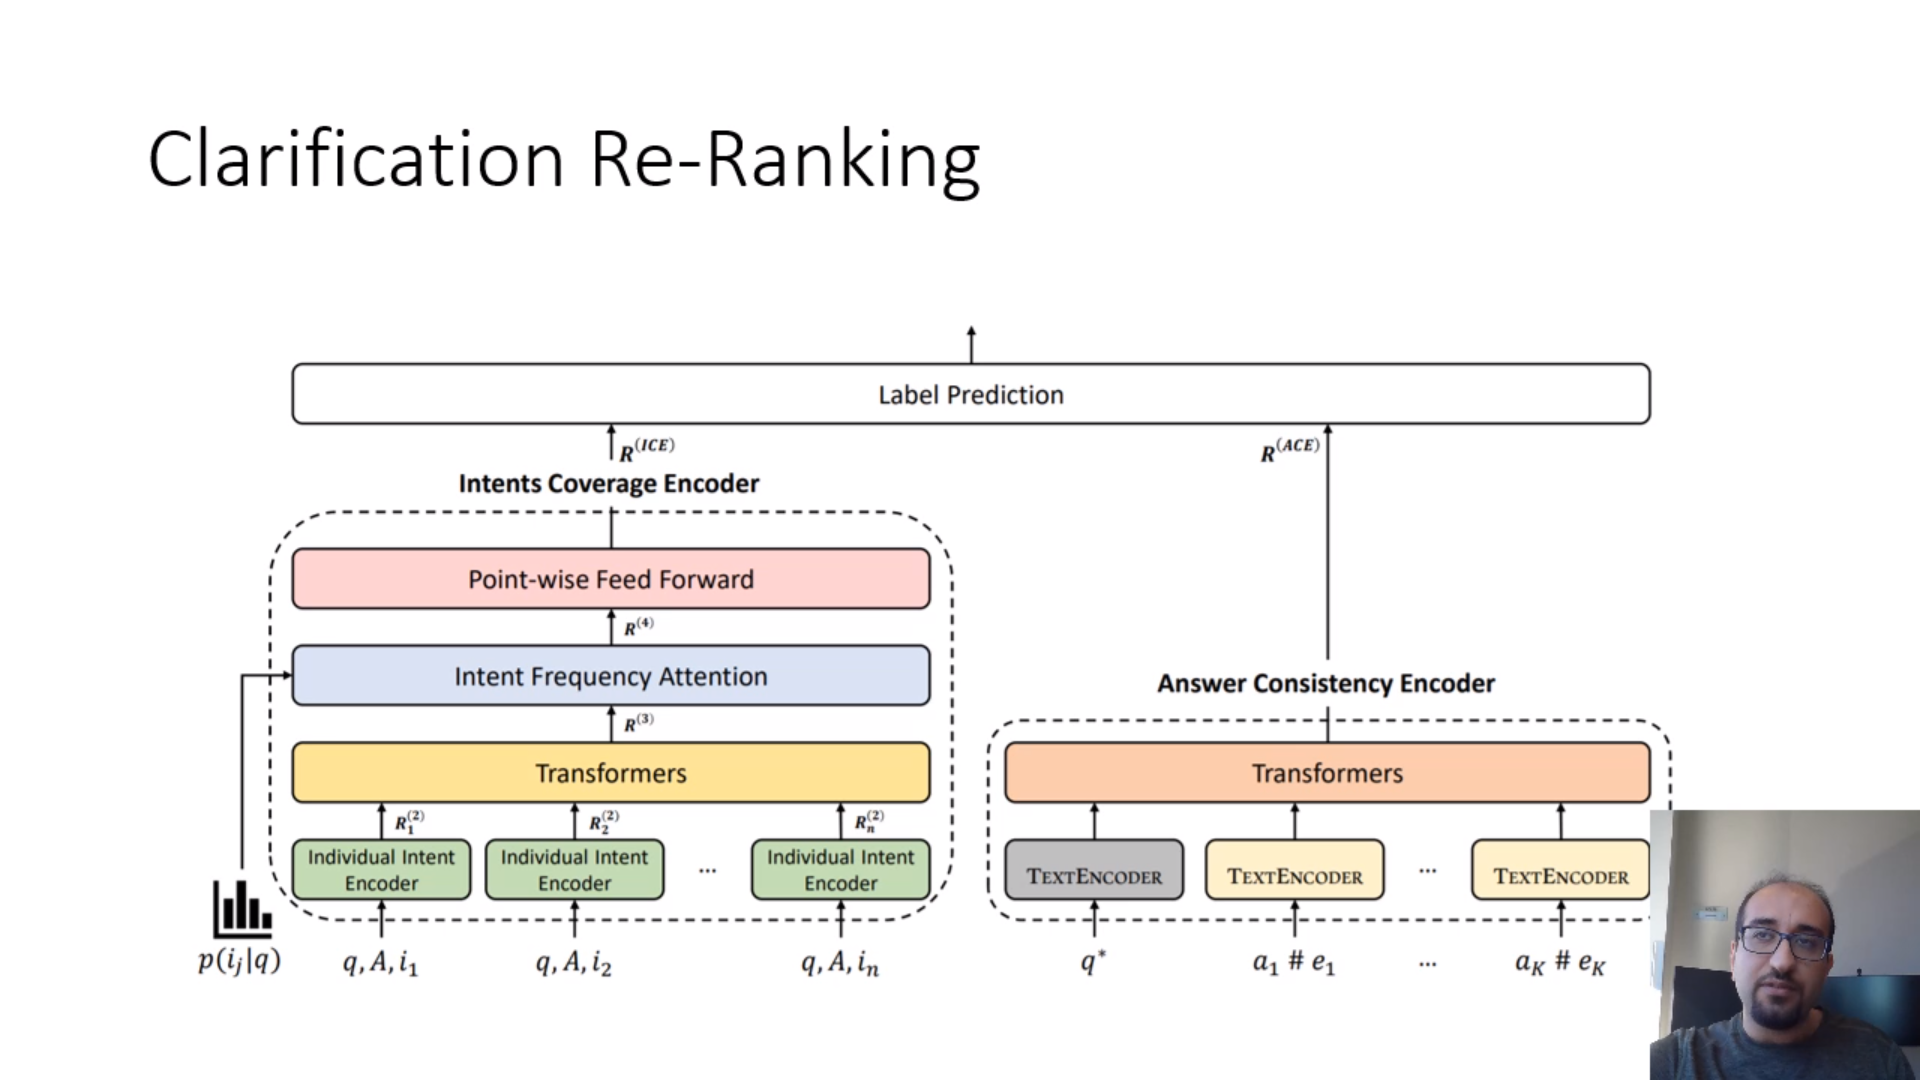 Clarification Re-Ranking
Label Prediction
R^(ICE)
R^(ACE)
Intents Coverage Encoder
Point-wise Feed Forward
R^(4)
Intent Frequency Attention
Answer Consistency Encoder
R^(3)
Transformers
Transformers
R_1^(2)
R_2^(2)
R_n^(2)
Individual Intent
Encoder
Individual Intent
Encoder
...
Individual Intent
Encoder
TEXTENCODER
TEXTENCODER
...
TEXTENCODER
p(i_j|q)
q, A, i_1
q, A, i_2
q, A, i_n
q*
a_1 # e_1
...
a_K # e_K